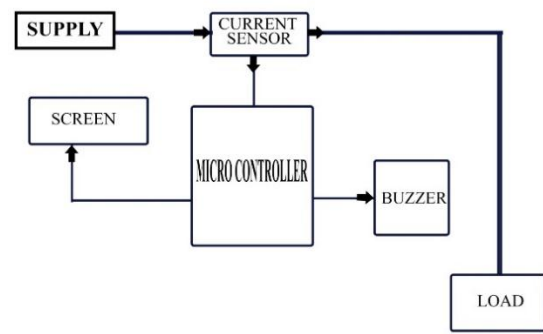 SUPPLY
CURRENT
SENSOR
SCREEN
MICRO CONTROLLER
BUZZER
LOAD